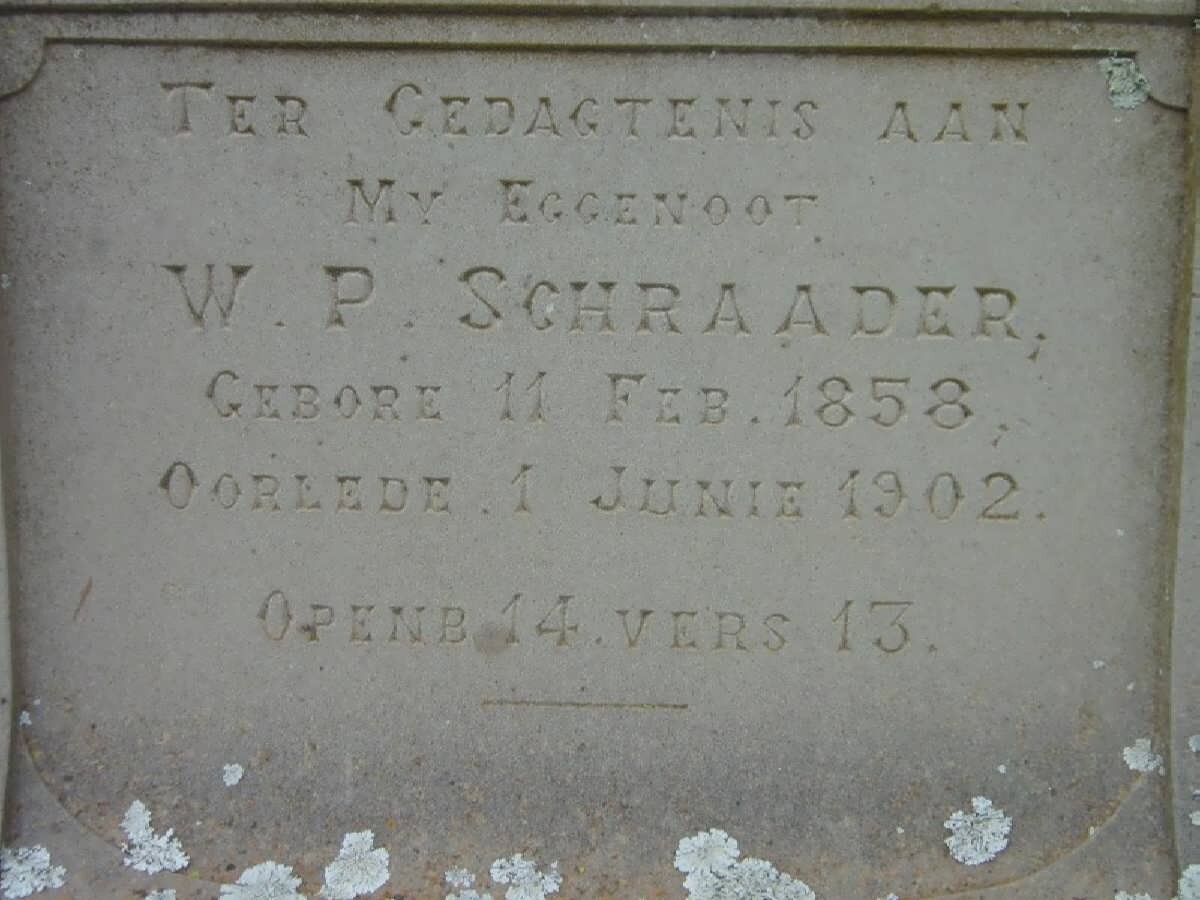 TER GEDAGTENIS AAN
MY EGGENOOT
W. P. SCHRAADER,
GEBORE 11 FEB. 1858,
OORLEDE. 1 JUNIE 1902.
OPENB. 14. VERS 13.